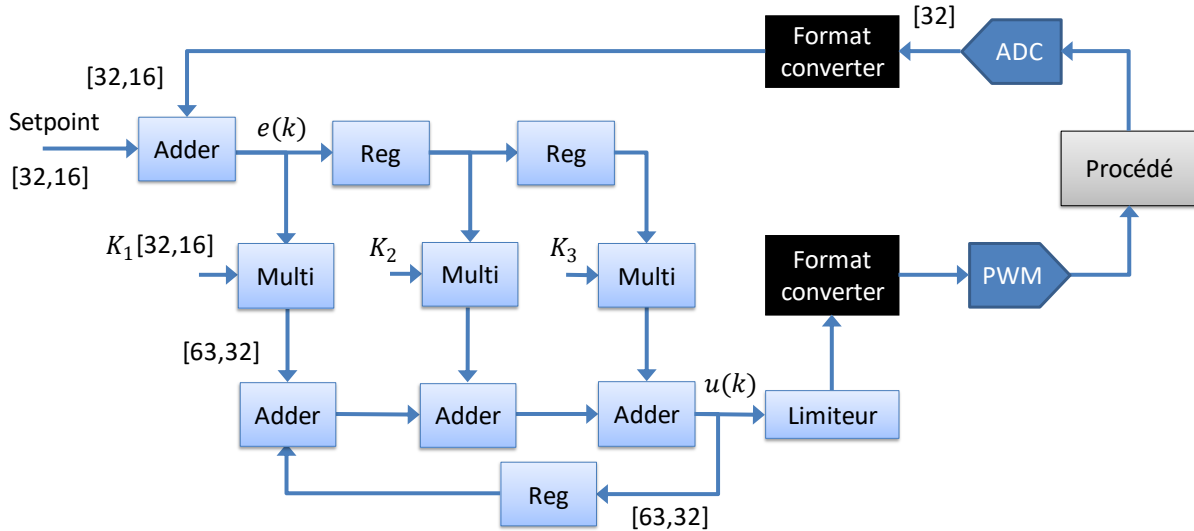 [32]
Format
converter
ADC
[32,16]
Setpoint
[32,16]
Adder
e(k)
Reg
Reg
Procédé
K₁[32,16]
Multi
K₂
Multi
K₃
Multi
Format
converter
PWM
[63,32]
Adder
Adder
Adder
u(k)
Limiteur
Reg
[63,32]